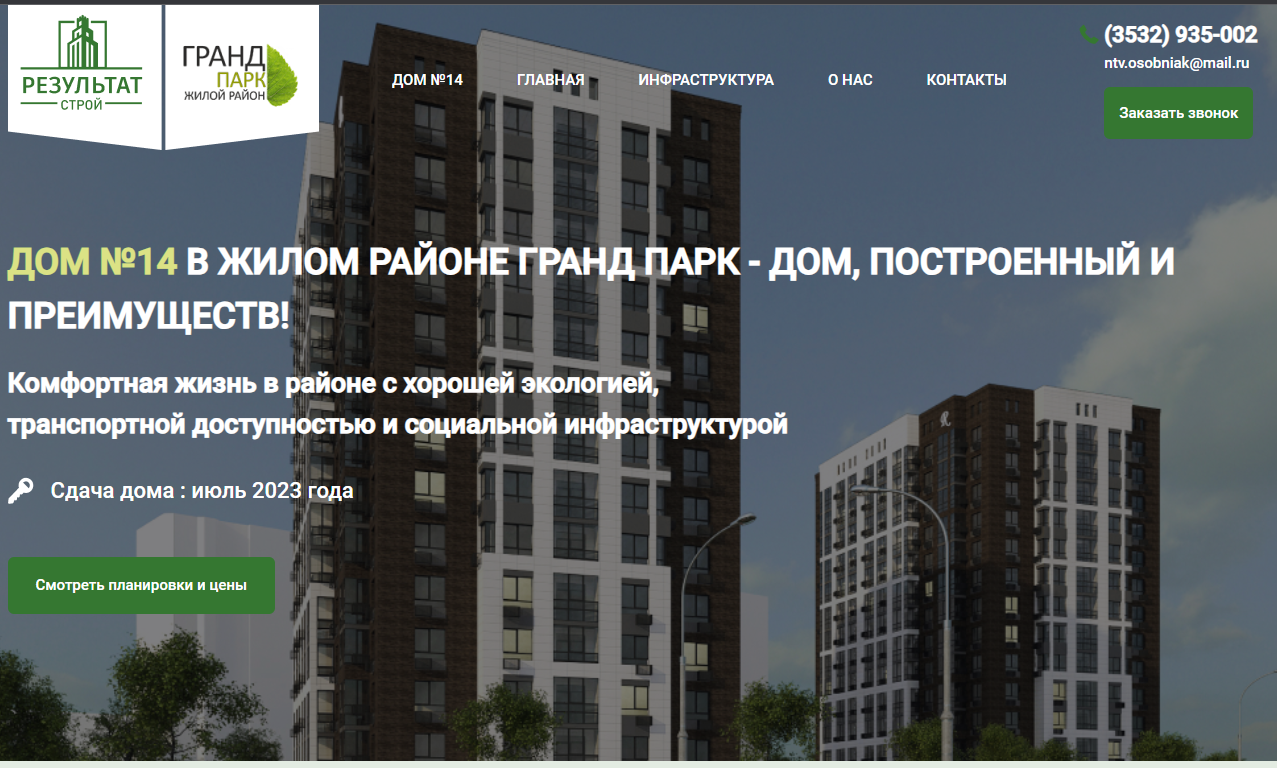 РЕЗУЛЬТАТ
СТРОЙ
ГРАНД
ПАРК
ЖИЛОЙ РАЙОН
ДОМ №14 ГЛАВНАЯ ИНФРАСТРУКТУРА О НАС КОНТАКТЫ
(3532) 935-002
ntv.osobniak@mail.ru
Заказать звонок
ДОМ №14 В ЖИЛОМ РАЙОНЕ ГРАНД ПАРК - ДОМ, ПОСТРОЕННЫЙ И
ПРЕИМУЩЕСТВ!
Комфортная жизнь в районе с хорошей экологией,
транспортной доступностью и социальной инфраструктурой
Сдача дома : июль 2023 года
Смотреть планировки и цены